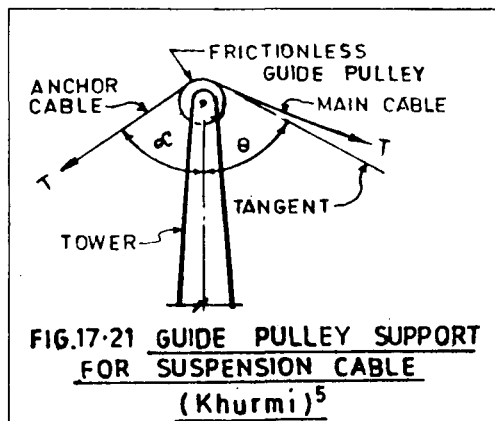 FRICTIONLESS
GUIDE PULLEY
ANCHOR
CABLE
MAIN CABLE
T
T
α
θ
TANGENT
TOWER
FIG.17·21 GUIDE PULLEY SUPPORT
FOR SUSPENSION CABLE
(Khurmi)⁵